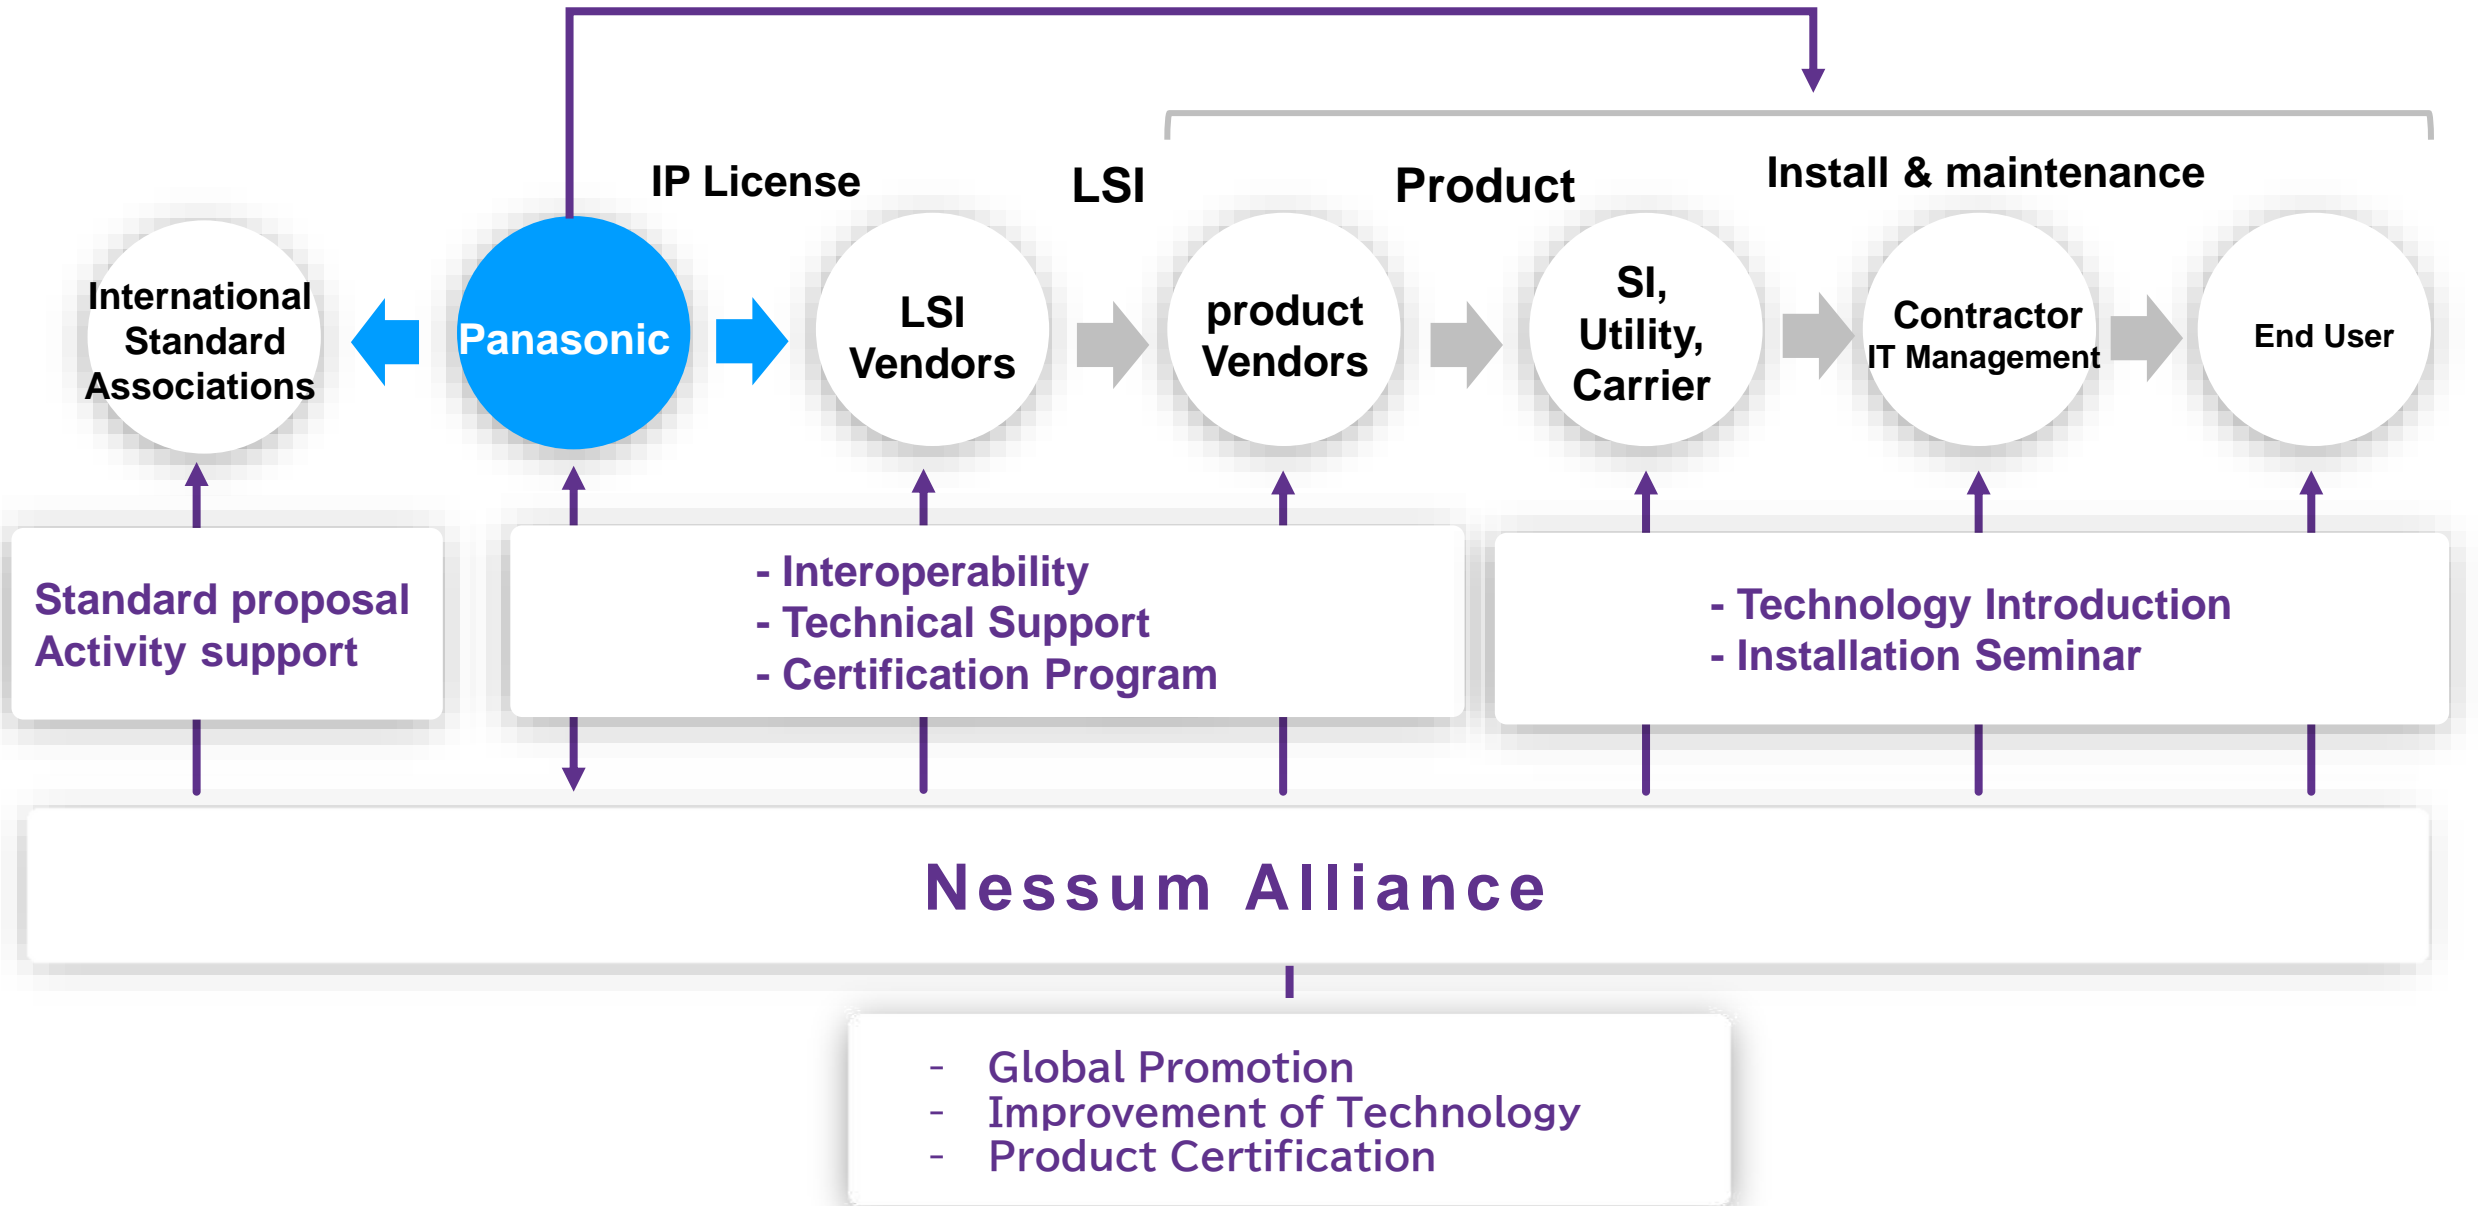 IP License
LSI
Product
Install & maintenance
International
Standard
Associations
Panasonic
LSI
Vendors
product
Vendors
SI,
Utility,
Carrier
Contractor
IT Management
End User
Standard proposal
Activity support
- Interoperability
- Technical Support
- Certification Program
- Technology Introduction
- Installation Seminar
Nessum Alliance
- Global Promotion
- Improvement of Technology
- Product Certification